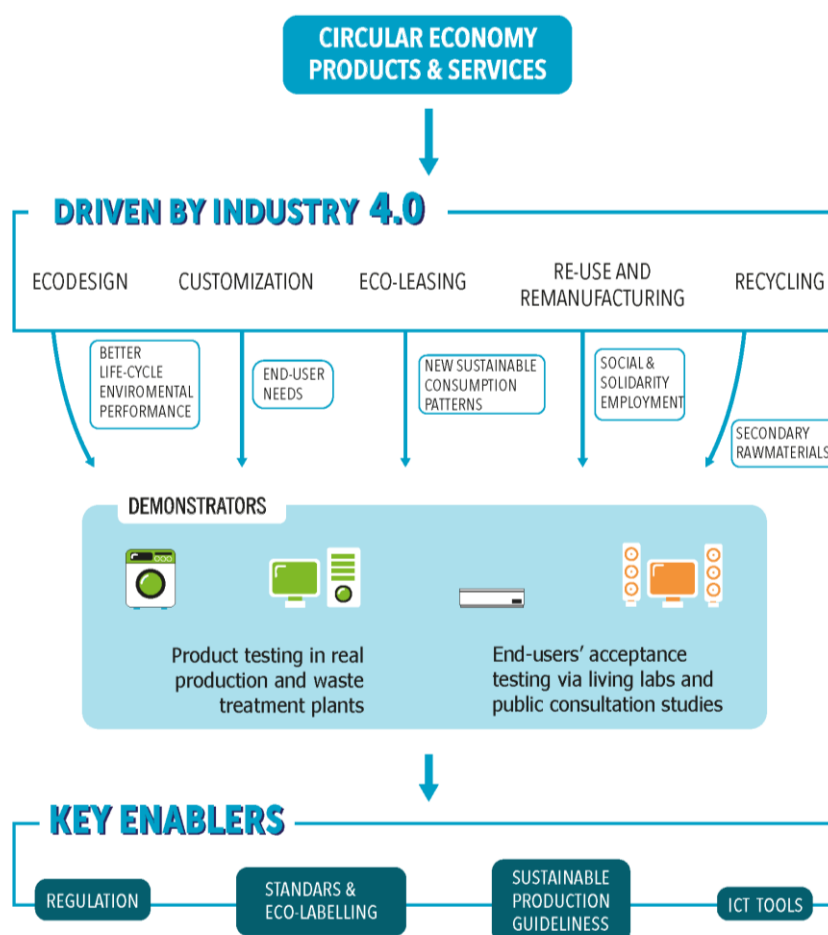 CIRCULAR ECONOMY
PRODUCTS & SERVICES
DRIVEN BY INDUSTRY 4.0
ECODESIGN
CUSTOMIZATION
ECO-LEASING
RE-USE AND
REMANUFACTURING
RECYCLING
BETTER
LIFE-CYCLE
ENVIROMENTAL
PERFORMANCE
END-USER
NEEDS
NEW SUSTAINABLE
CONSUMPTION
PATTERNS
SOCIAL &
SOLIDARITY
EMPLOYMENT
SECONDARY
RAWMATERIALS
DEMONSTRATORS
Product testing in real
production and waste
treatment plants
End-users' acceptance
testing via living labs and
public consultation studies
KEY ENABLERS
REGULATION
STANDARS &
ECO-LABELLING
SUSTAINABLE
PRODUCTION
GUIDELINESS
ICT TOOLS